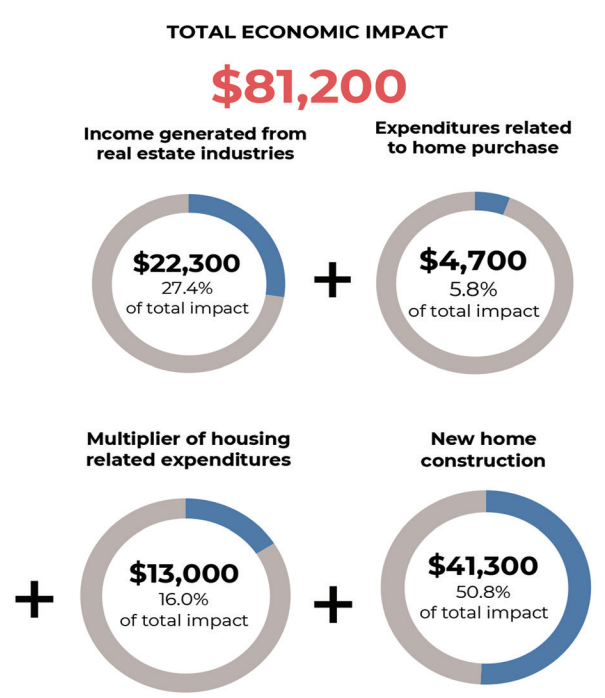 TOTAL ECONOMIC IMPACT
$81,200
Income generated from
real estate industries
$22,300
27.4%
of total impact
+
Expenditures related
to home purchase
$4,700
5.8%
of total impact
+
Multiplier of housing
related expenditures
$13,000
16.0%
of total impact
+
New home
construction
$41,300
50.8%
of total impact